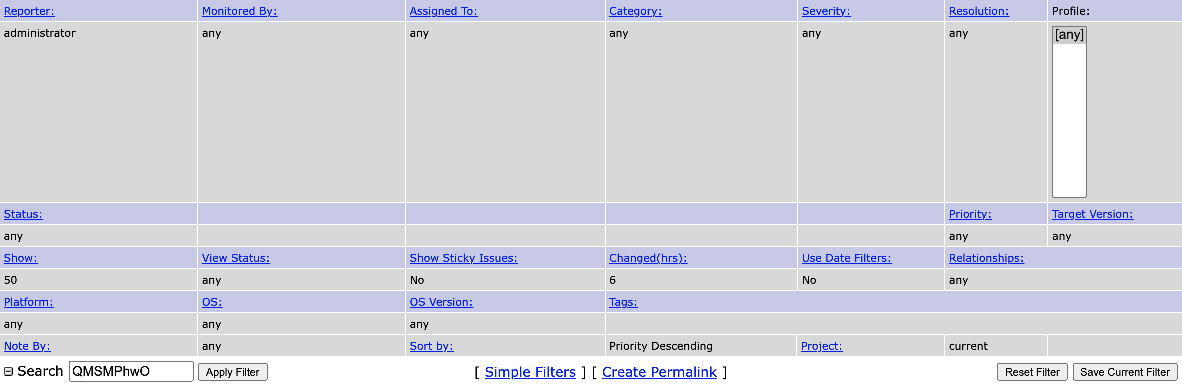 Reporter: Monitored By: Assigned To: Category: Severity: Resolution: Profile:
administrator any any any any any [any]
Status: Priority: Target Version:
any any any
Show: View Status: Show Sticky Issues: Changed(hrs): Use Date Filters: Relationships:
50 any No 6 No any
Platform: OS: OS Version: Tags:
any any any
Note By: any Sort by: Priority Descending Project: current
Search QMSMPhwO Apply Filter [ Simple Filters ] [ Create Permalink ] Reset Filter Save Current Filter